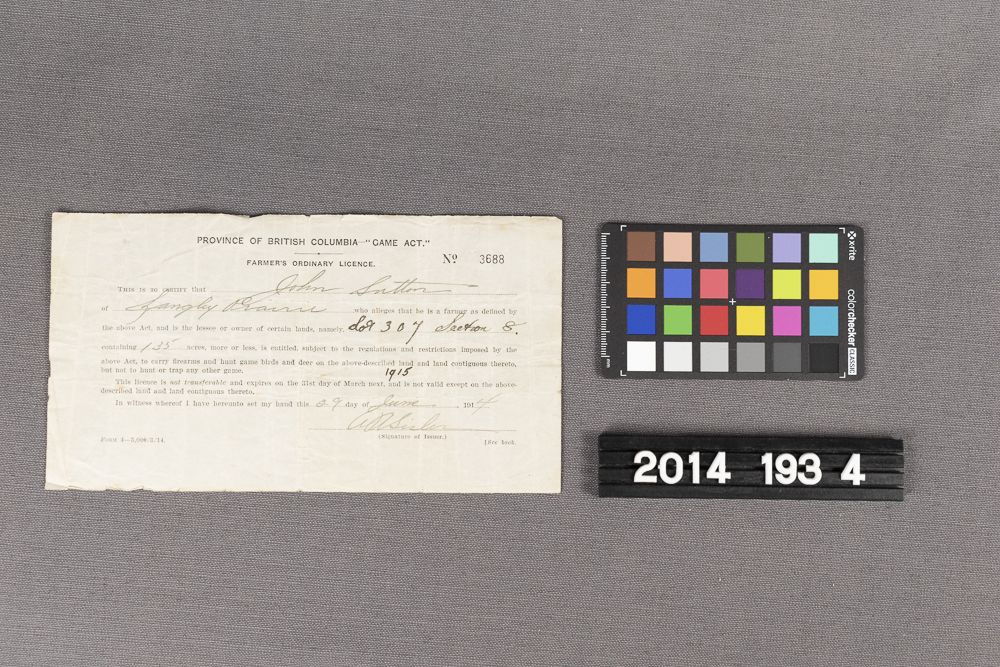 PROVINCE OF BRITISH COLUMBIA—"GAME ACT."
FARMER'S ORDINARY LICENCE.
Nº 3688
THIS IS TO CERTIFY that John Sutton
of Langley Prairie who alleges that he is a farmer as defined by
the above Act, and is the lessee or owner of certain lands, namely, Lot 307 Section 8.
containing 135 acres, more or less, is entitled, subject to the regulations and restrictions imposed by the
above Act, to carry firearms and hunt game birds and deer on the above-described land and land contiguous thereto,
but not to hunt or trap any other game.
1915
This licence is not transferable and expires on the 31st day of March next, and is not valid except on the above-
described land and land contiguous thereto.
In witness whereof I have hereunto set my hand this 29 day of June, 1914
(Signature of Issuer.)
FORM 4—5,000/3/14.
[See back.
x-rite
colorchecker CLASSIC
mm
2014 193 4